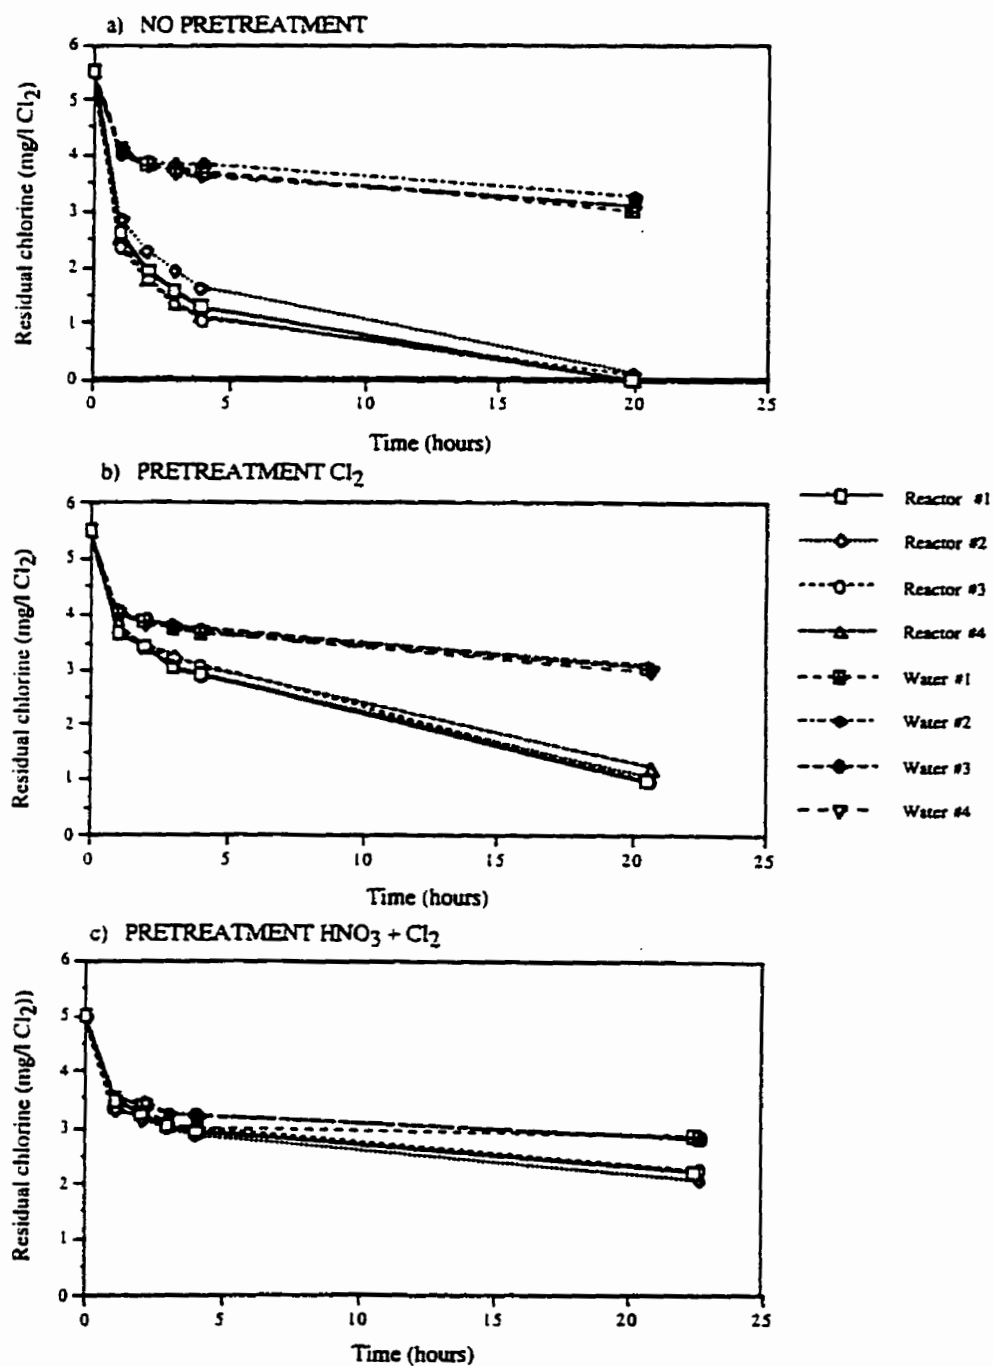 a) NO PRETREATMENT
Residual chlorine (mg/l Cl2)
6
5
4
3
2
1
0
0 5 10 15 20 25
Time (hours)
b) PRETREATMENT Cl2
Residual chlorine (mg/l Cl2)
6
5
4
3
2
1
0
0 5 10 15 20 25
Time (hours)
Reactor #1
Reactor #2
Reactor #3
Reactor #4
Water #1
Water #2
Water #3
Water #4
c) PRETREATMENT HNO3 + Cl2
Residual chlorine (mg/l Cl2))
6
5
4
3
2
1
0
0 5 10 15 20 25
Time (hours)